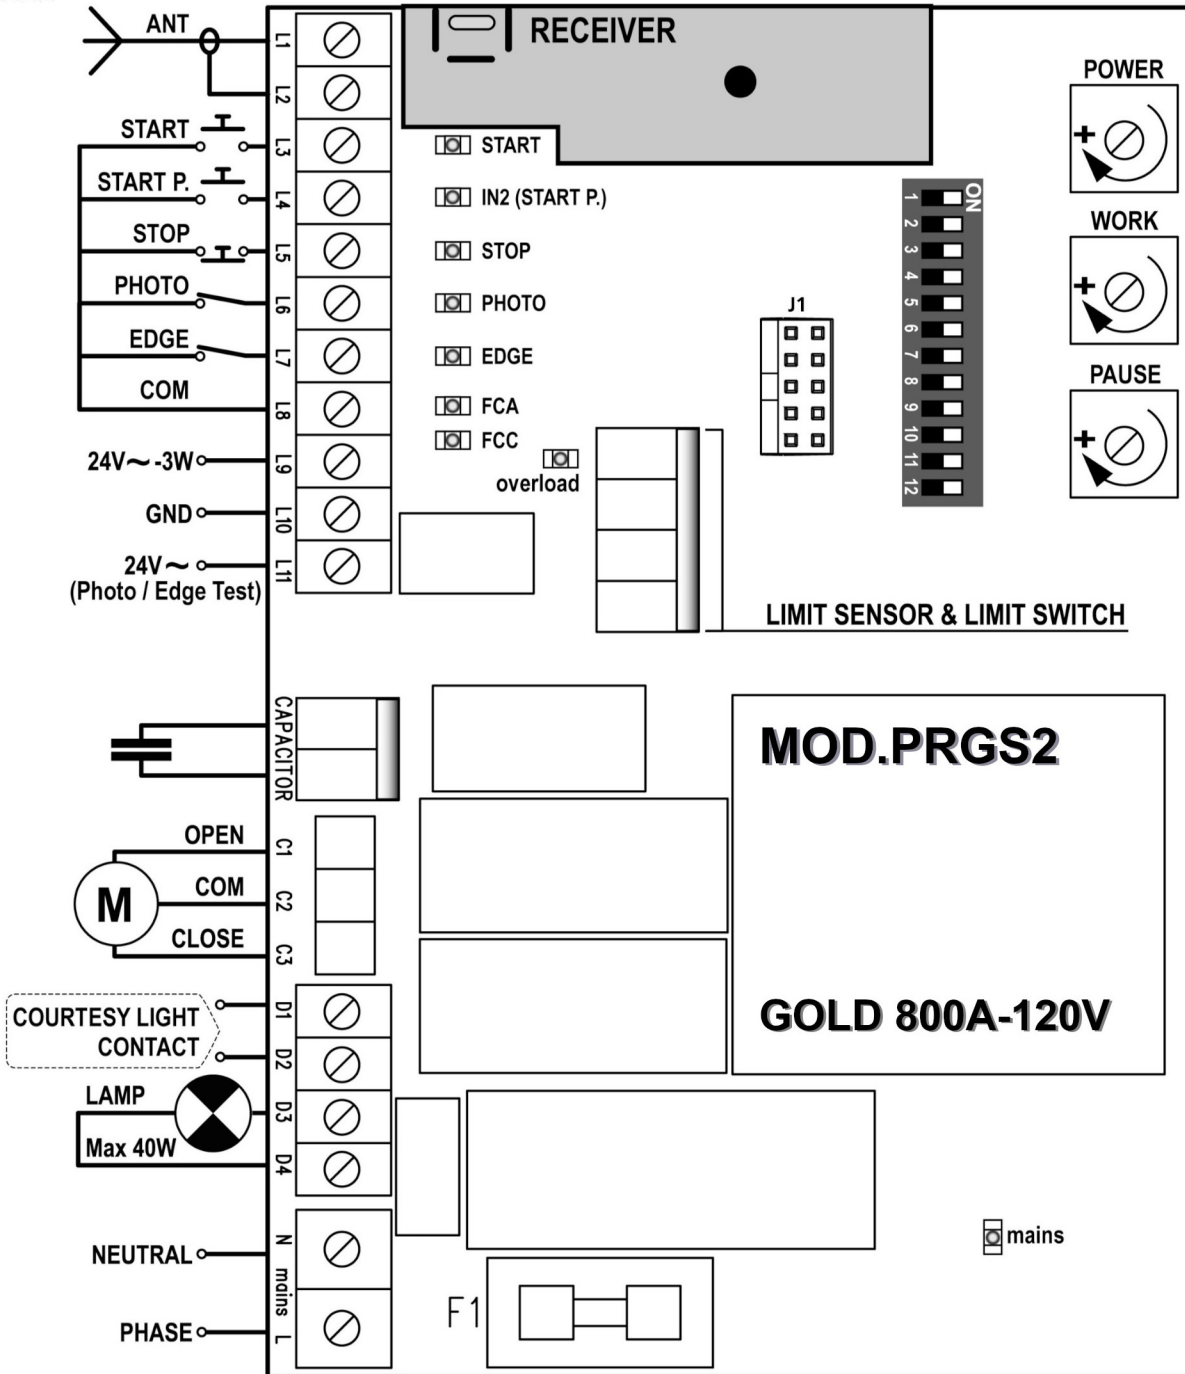 ANT
L1
RECEIVER
L2
START
L3
START
START P.
L4
IN2 (START P.)
STOP
L5
STOP
PHOTO
L6
PHOTO
EDGE
L7
EDGE
COM
L8
FCA
FCC
24V~ -3W
L9
overload
GND
L10
24V~
(Photo / Edge Test)
L11
J1
ON
1
2
3
4
5
6
7
8
9
10
11
12
POWER
+
WORK
+
PAUSE
+
LIMIT SENSOR & LIMIT SWITCH
CAPACITOR
MOD.PRGS2
OPEN
C1
M
COM
C2
CLOSE
C3
GOLD 800A-120V
COURTESY LIGHT
CONTACT
D1
D2
LAMP
D3
Max 40W
D4
NEUTRAL
N
mains
L
PHASE
F1
mains